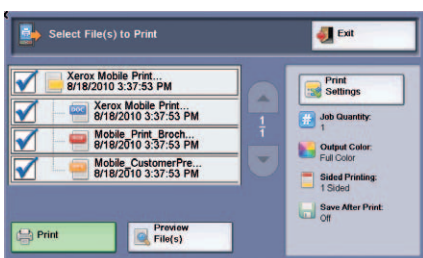 Select File(s) to Print
Exit
Xerox Mobile Print...
8/18/2010 3:37:53 PM
DOC
Xerox Mobile Print...
8/18/2010 3:37:53 PM
Mobile_Print_Broch...
8/18/2010 3:37:53 PM
Mobile_CustomerPre...
8/18/2010 3:37:53 PM
1
1
Print
Settings
#
Job Quantity:
1
Output Color:
Full Color
Sided Printing:
1 Sided
Save After Print:
Off
Print
Preview
File(s)